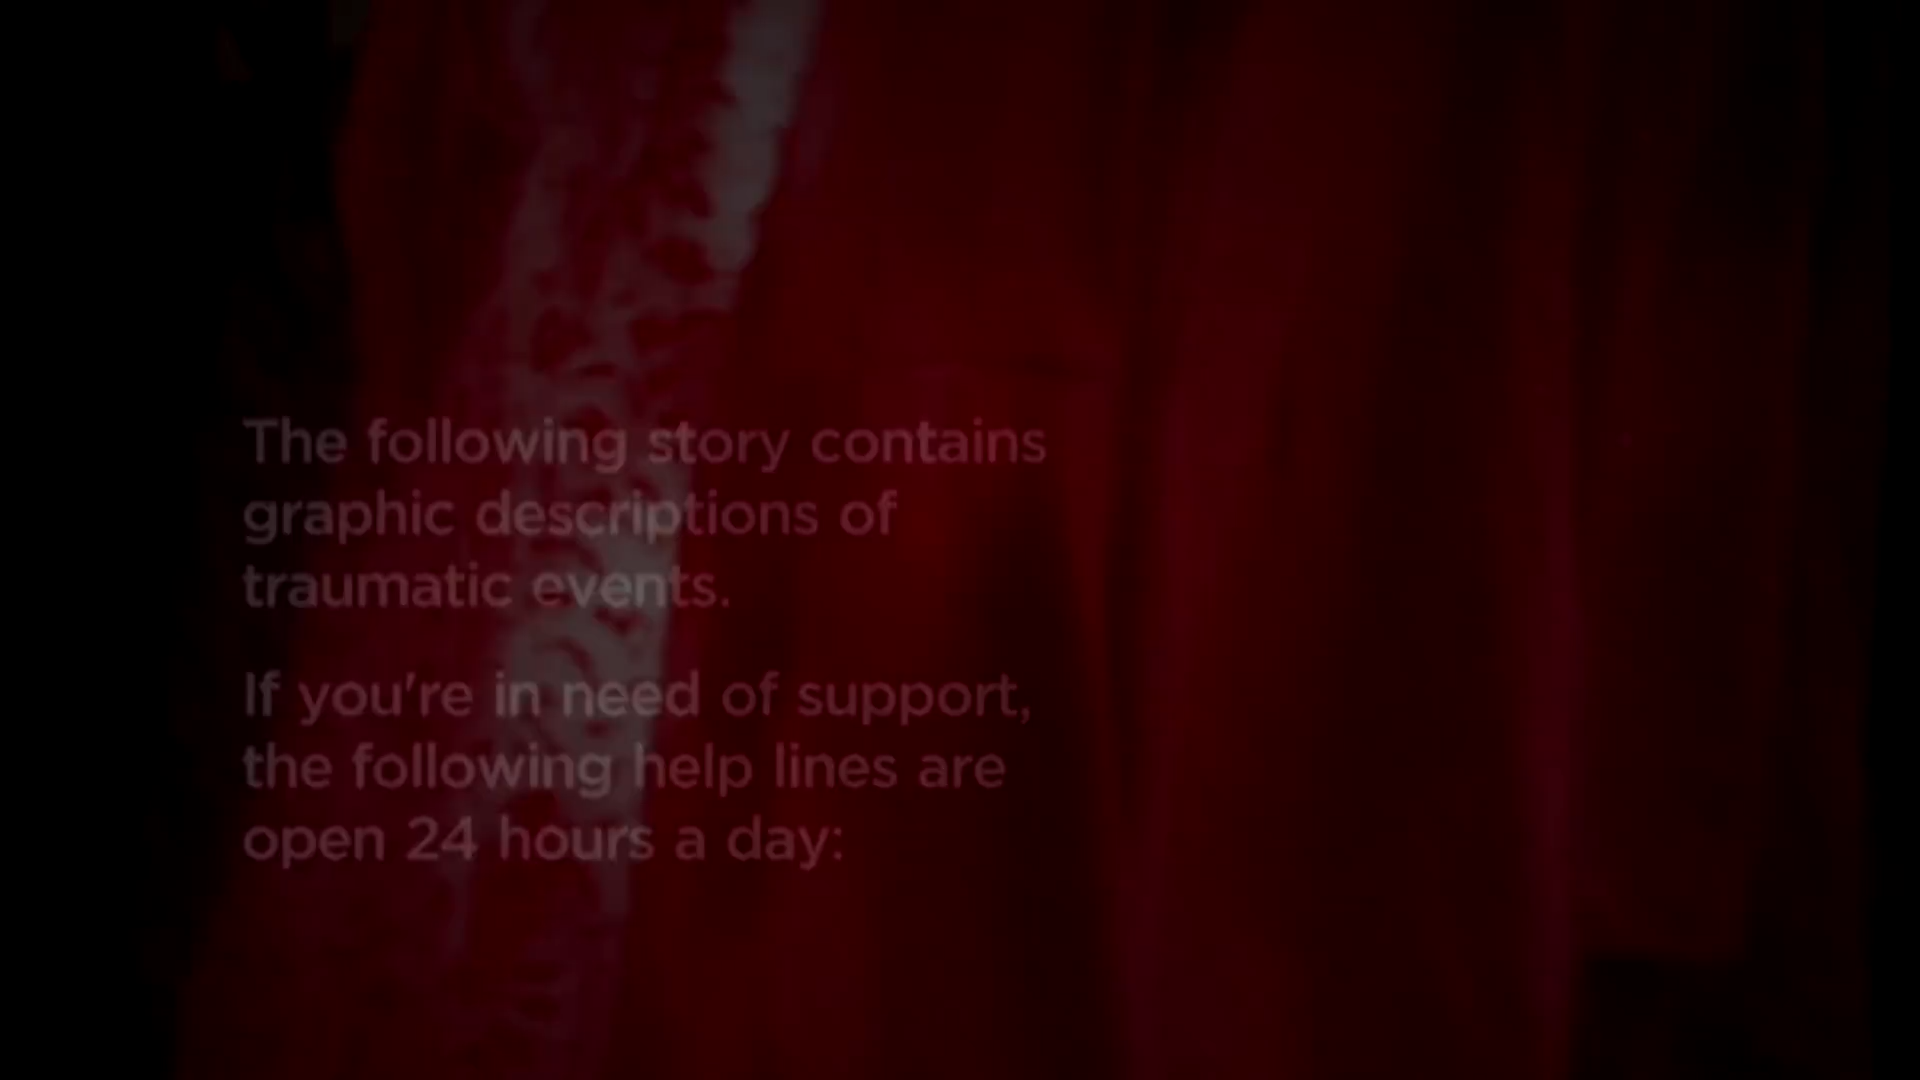 The following story contains
graphic descriptions of
traumatic events.
If you're in need of support,
the following help lines are
open 24 hours a day: